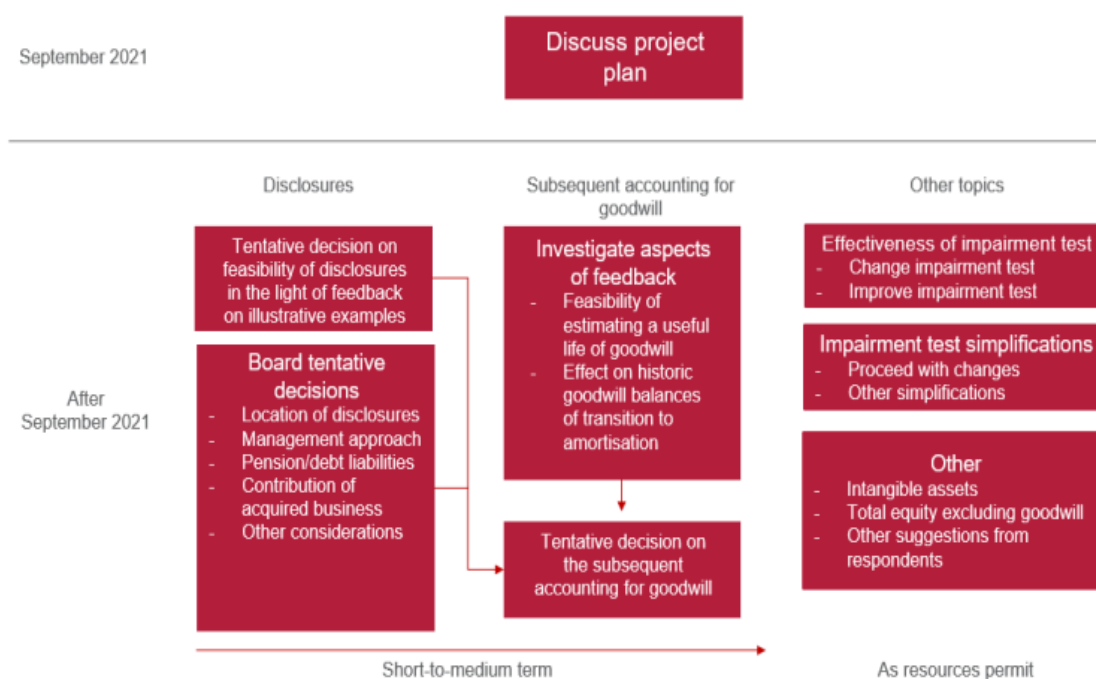 September 2021
Discuss project
plan
Disclosures
Subsequent accounting for
goodwill
Other topics
After
September 2021
Tentative decision on
feasibility of disclosures
in the light of feedback
on illustrative examples
Board tentative
decisions
- Location of disclosures
- Management approach
- Pension/debt liabilities
- Contribution of
acquired business
- Other considerations
Investigate aspects
of feedback
- Feasibility of
estimating a useful
life of goodwill
- Effect on historic
goodwill balances
of transition to
amortisation
Tentative decision on
the subsequent
accounting for goodwill
Effectiveness of impairment test
- Change impairment test
- Improve impairment test
Impairment test simplifications
- Proceed with changes
- Other simplifications
Other
- Intangible assets
- Total equity excluding goodwill
- Other suggestions from
respondents
Short-to-medium term
As resources permit